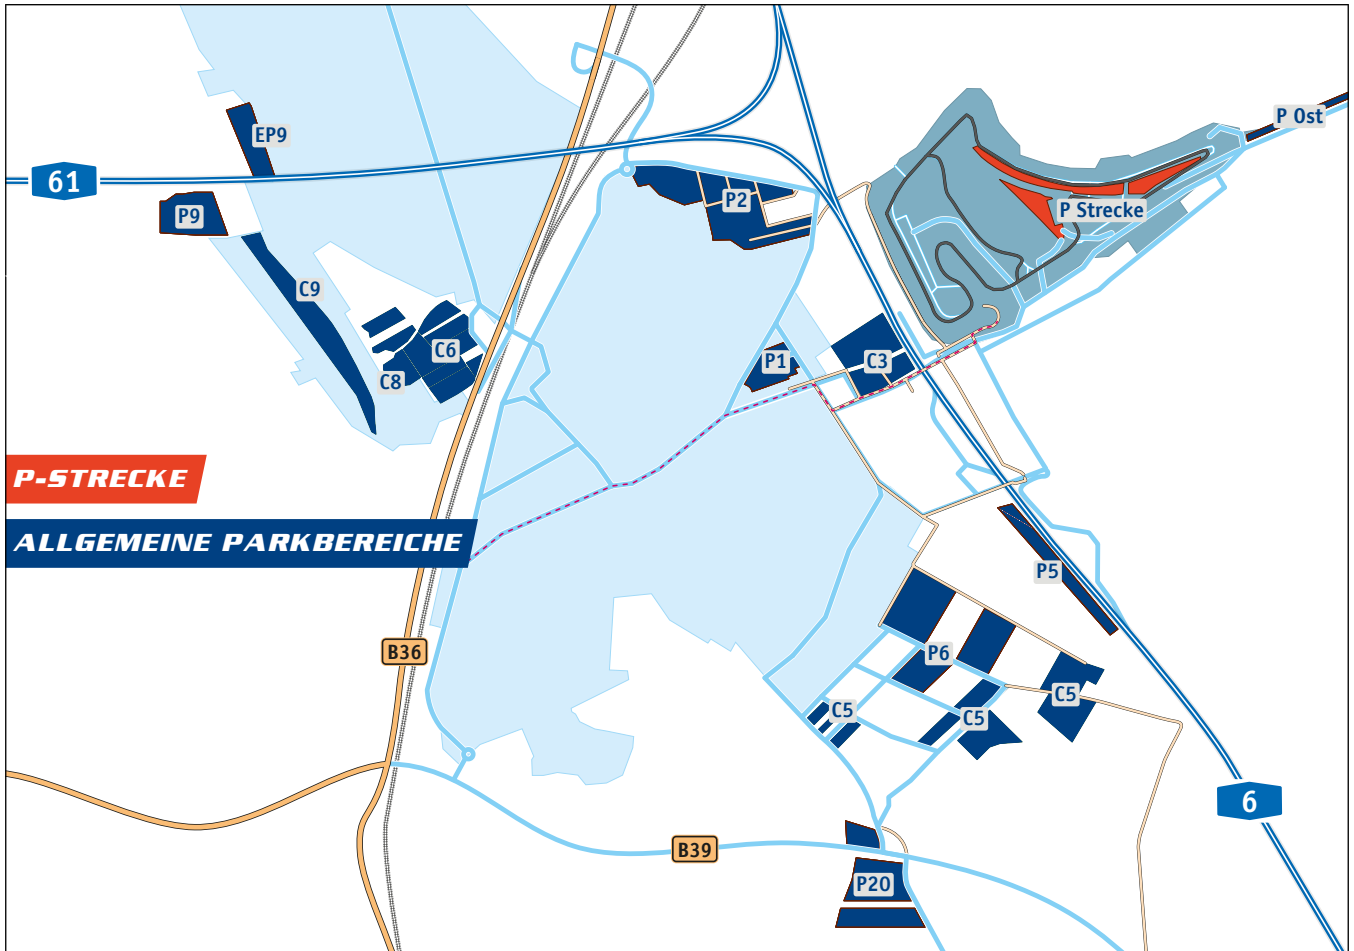 P Ost
EP9
61
P9
P2
P Strecke
C9
C6
P1
C3
C8
P-STRECKE
ALLGEMEINE PARKBEREICHE
P5
B36
P6
C5
C5
C5
6
B39
P20